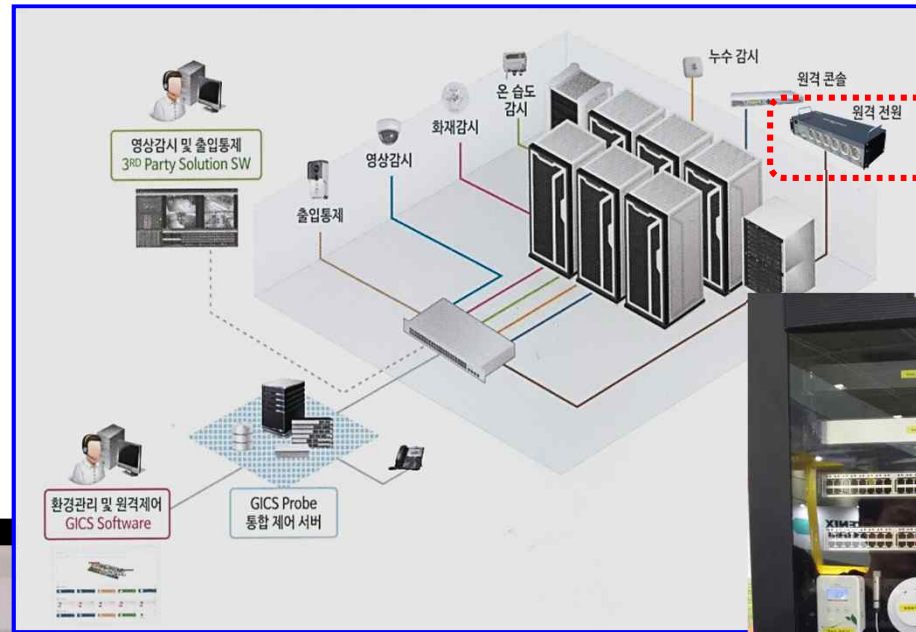 누수 감시
원격 콘솔
온 습도
감시
원격 전원
화재감시
영상감시 및 출입통제
3RD Party Solution SW
영상감시
출입통제
환경관리 및 원격제어
GICS Software
GICS Probe
통합 제어 서버